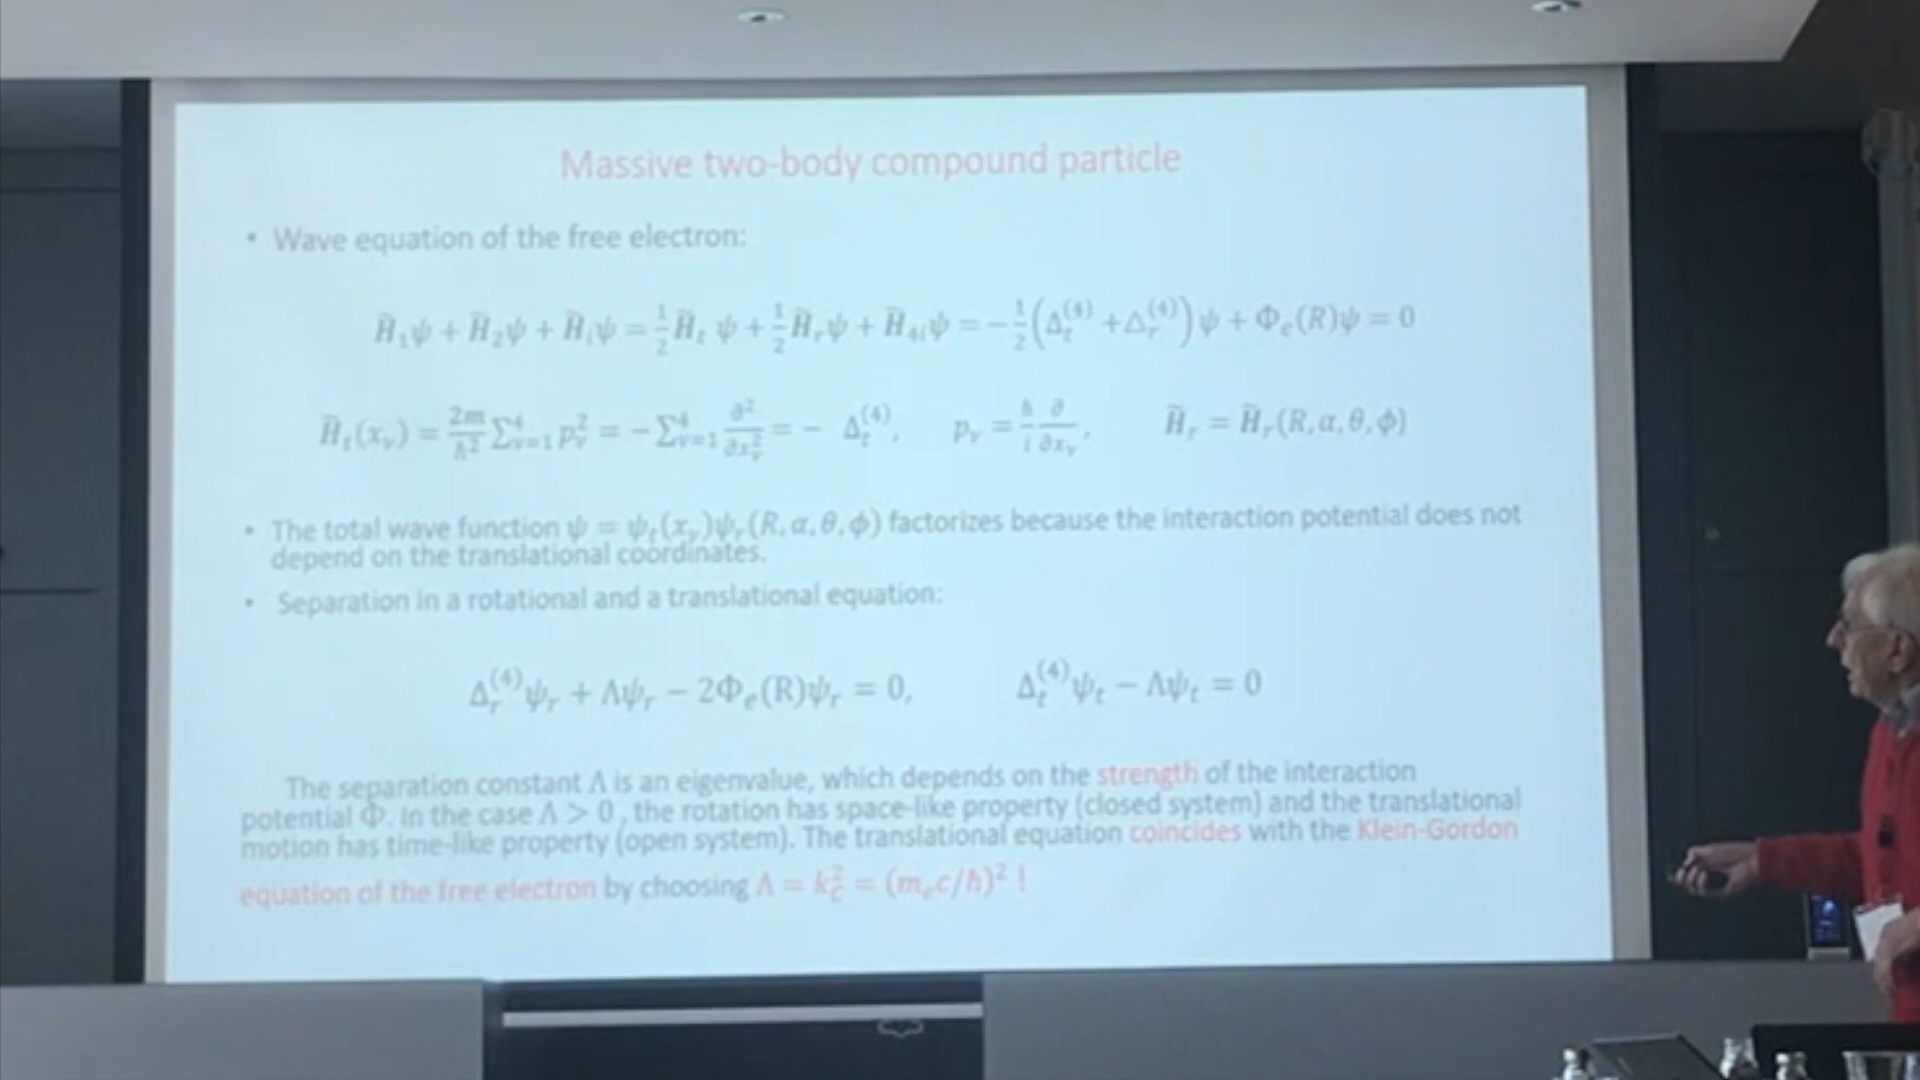 Massive two-body compound particle
• Wave equation of the free electron:
H̃₁ψ + H̃₂ψ + H̃ᵢψ = ½H̃ₜ ψ + ½H̃ᵣψ + H̃₄ᵢψ = −½(Δₜ⁽⁴⁾ + Δᵣ⁽⁴⁾)ψ + Φₑ(R)ψ = 0
H̃ₜ(xᵥ) = 2m/ħ² Σ⁴ᵥ₌₁ pᵥ² = − Σ⁴ᵥ₌₁ ∂²/∂xᵥ² = − Δₜ⁽⁴⁾, pᵥ = ħ/i ∂/∂xᵥ, H̃ᵣ = H̃ᵣ(R, α, θ, ϕ)
• The total wave function ψ = ψₜ(xᵥ)ψᵣ(R, α, θ, ϕ) factorizes because the interaction potential does not
depend on the translational coordinates.
• Separation in a rotational and a translational equation:
Δᵣ⁽⁴⁾ψᵣ + Λψᵣ − 2Φₑ(R)ψᵣ = 0, Δₜ⁽⁴⁾ψₜ − Λψₜ = 0
The separation constant Λ is an eigenvalue, which depends on the strength of the interaction
potential Φ. In the case Λ > 0 , the rotation has space-like property (closed system) and the translational
motion has time-like property (open system). The translational equation coincides with the Klein-Gordon
equation of the free electron by choosing Λ = k_C² = (mₑc/ħ)² !